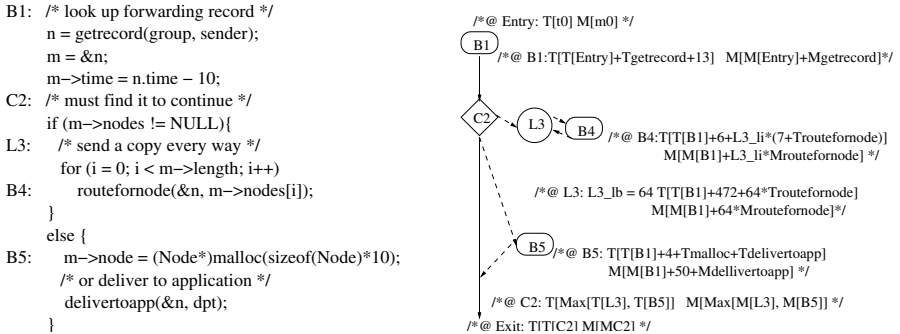 B1: /* look up forwarding record */
n = getrecord(group, sender);
m = &n;
m−>time = n.time − 10;
C2: /* must find it to continue */
if (m−>nodes != NULL){
L3: /* send a copy every way */
for (i = 0; i < m−>length; i++)
B4: routefornode(&n, m−>nodes[i]);
}
else {
B5: m−>node = (Node*)malloc(sizeof(Node)*10);
/* or deliver to application */
delivertoapp(&n, dpt);
}
/*@ Entry: T[t0] M[m0] */
B1
/*@ B1:T[T[Entry]+Tgetrecord+13] M[M[Entry]+Mgetrecord]*/
C2
L3
B4
/*@ B4:T[T[B1]+6+L3_li*(7+Troutefornode)]
M[M[B1]+L3_li*Mroutefornode] */
/*@ L3: L3_lb = 64 T[T[B1]+472+64*Troutefornode]
M[M[B1]+64*Mroutefornode]*/
B5
/*@ B5: T[T[B1]+4+Tmalloc+Tdelivertoapp]
M[M[B1]+50+Mdellivertoapp] */
/*@ C2: T[Max[T[L3], T[B5]] M[Max[M[L3], M[B5]] */
/*@ Exit: T[T[C2] M[MC2] */